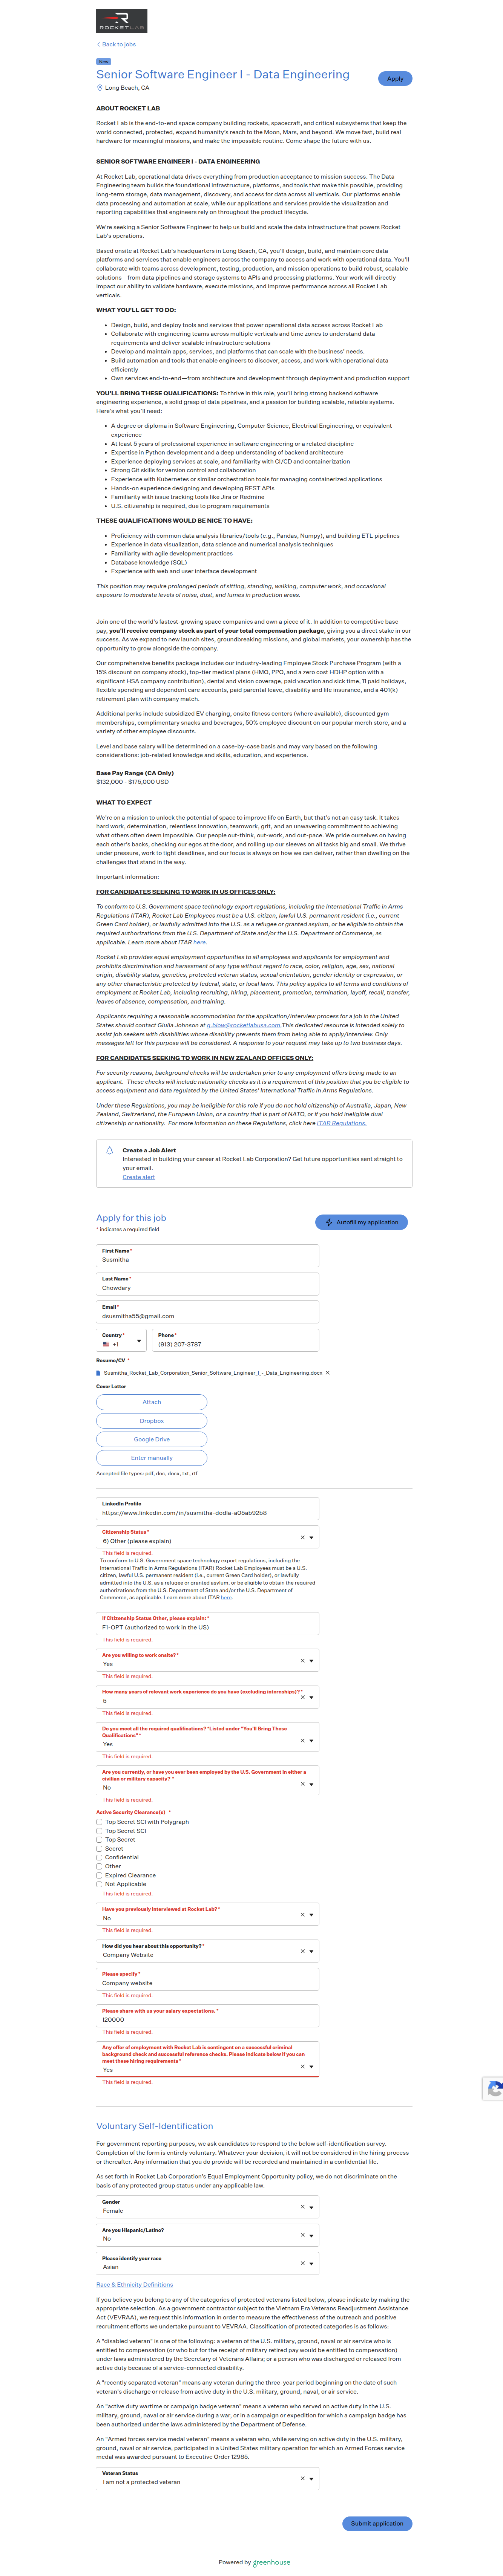 ROCKETLAB
Back to jobs
New
Senior Software Engineer I - Data Engineering
Apply
Long Beach, CA
ABOUT ROCKET LAB
Rocket Lab is the end-to-end space company building rockets, spacecraft, and critical subsystems that keep the
world connected, protected, expand humanity's reach to the Moon, Mars, and beyond. We move fast, build real
hardware for meaningful missions, and make the impossible routine. Come shape the future with us.
SENIOR SOFTWARE ENGINEER I - DATA ENGINEERING
At Rocket Lab, operational data drives everything from production acceptance to mission success. The Data
Engineering team builds the foundational infrastructure, platforms, and tools that make this possible, providing
long-term storage, data management, discovery, and access for data across all verticals. Our platforms enable
data processing and automation at scale, while our applications and services provide the visualization and
computational capabilities that engineers rely on throughout the product lifecycle.
We're seeking a Senior Software Engineer to help us build and scale the data infrastructure that powers Rocket
Lab's operations.
Based onsite at Rocket Lab's headquarters in Long Beach, CA, you'll design, build, and maintain core data
platforms and services that enable engineers across the company to access and work with operational data. You'll
collaborate with teams across development, testing, production, and mission operations to build robust, scalable
solutions—from data pipelines and storage systems to APIs and processing platforms. Your work will directly
impact our ability to validate hardware, execute missions, and improve performance across all Rocket Lab
verticals.
WHAT YOU'LL GET TO DO:
Design, build, and deploy tools and services that power operational data access across Rocket Lab
Collaborate with engineering teams across multiple verticals and time zones to understand data
requirements and deliver scalable infrastructure solutions
Develop and maintain apps, services, and platforms that can scale with the business' needs.
Build automation and tools that enable engineers to discover, access, and work with operational data
efficiently
Own services end-to-end—from architecture and development through deployment and production support
YOU'LL BRING THESE QUALIFICATIONS: To thrive in this role, you'll bring strong backend software
engineering experience, a solid grasp of data pipelines, and a passion for building scalable, reliable systems.
Here's what you'll need:
A degree or diploma in Software Engineering, Computer Science, Electrical Engineering, or equivalent
experience
At least 5 years of professional experience in software engineering or a related discipline
Expertise in Python development and a deep understanding of backend architecture
Experience deploying services at scale, and familiarity with CI/CD and containerization
Strong Git skills for version control and collaboration
Experience with Kubernetes or similar orchestration tools for managing containerized applications
Hands-on experience designing and developing REST APIs
Familiarity with issue tracking tools like Jira or Redmine
U.S. citizenship is required, due to program requirements
THESE QUALIFICATIONS WOULD BE NICE TO HAVE:
Proficiency with common data analysis libraries/tools (e.g., Pandas, Numpy), and building ETL pipelines
Experience in data visualization, data science and numerical analysis techniques
Familiarity with agile development practices
Database knowledge (SQL)
Experience with web and user interface development
This position may require prolonged periods of sitting, standing, walking, computer work, and occasional
exposure to moderate levels of noise, dust, and fumes in production areas.
Join one of the world's fastest-growing space companies and own a piece of it. In addition to competitive base
pay, you'll receive company stock as part of your total compensation package, giving you a direct stake in our
success. As we expand to new launch sites, groundbreaking missions, and global markets, your ownership has the
opportunity to grow alongside the company.
Our comprehensive benefits package includes our industry-leading Employee Stock Purchase Program (with a
15% discount on company stock), top-tier medical plans (HMO, PPO, and a zero cost HDHP option with a
significant HSA company contribution), dental and vision coverage, paid vacation and sick time, 11 paid holidays,
flexible spending and dependent care accounts, paid parental leave, disability and life insurance, and a 401(k)
retirement plan with company match.
Additional perks include subsidized EV charging, onsite fitness centers (where available), discounted gym
memberships, complimentary snacks and beverages, 50% employee discount on our popular merch store, and a
variety of other employee discounts.
Level and base salary will be determined on a case-by-case basis and may vary based on the following
considerations: job-related knowledge and skills, education, and experience.
Base Pay Range (CA Only)
$132,000 - $175,000 USD
WHAT TO EXPECT
We're on a mission to unlock the potential of space to improve life on Earth, but that's not an easy task. It takes
hard work, determination, relentless innovation, teamwork, grit, and an unwavering commitment to achieving
what others often deem impossible. Our people out-think, out-work, and out-pace. We pride ourselves on having
each other's backs, checking our egos at the door, and rolling up our sleeves on all tasks big and small. We thrive
under pressure, work to tight deadlines, and our focus is always on how we can deliver, rather than dwelling on the
challenges that stand in the way.
Important information:
FOR CANDIDATES SEEKING TO WORK IN US OFFICES ONLY:
To conform to U.S. Government space technology export regulations, including the International Traffic in Arms
Regulations (ITAR), Rocket Lab Employees must be a U.S. citizen, lawful U.S. permanent resident (i.e., current
Green Card holder), or lawfully admitted into the U.S. as a refugee or granted asylum, or be eligible to obtain the
required authorizations from the U.S. Department of State and/or the U.S. Department of Commerce, as
applicable. Learn more about ITAR here.
Rocket Lab provides equal employment opportunities to all employees and applicants for employment and
prohibits discrimination and harassment of any type without regard to race, color, religion, age, sex, national
origin, disability status, genetics, protected veteran status, sexual orientation, gender identity or expression, or
any other characteristic protected by federal, state, or local laws. This policy applies to all terms and conditions of
employment at Rocket Lab, including recruiting, hiring, placement, promotion, termination, layoff, recall, transfer,
leaves of absence, compensation, and training.
Applicants requiring a reasonable accommodation for the application/interview process for a job in the United
States should contact Giulia Johnson at g.biow@rocketlabusa.com.This dedicated resource is intended solely to
assist job seekers with disabilities whose disability prevents them from being able to apply/interview. Only
messages left for this purpose will be considered. A response to your request may take up to two business days.
FOR CANDIDATES SEEKING TO WORK IN NEW ZEALAND OFFICES ONLY:
For security reasons, background checks will be undertaken prior to any employment offers being made to an
applicant. These checks will include nationality checks as it is a requirement of this position that you be eligible to
access equipment and data regulated by the United States' International Traffic in Arms Regulations.
Under these Regulations, you may be ineligible for this role if you do not hold citizenship of Australia, Japan, New
Zealand, Switzerland, the European Union, or a country that is part of NATO, or if you hold ineligible dual
citizenship or nationality. For more information on these Regulations, click here ITAR Regulations.
Create a Job Alert
Interested in building your career at Rocket Lab Corporation? Get future opportunities sent straight to
your email.
Create alert
Apply for this job
Autofill my application
* indicates a required field
First Name*
Susmitha
Last Name*
Chowdary
Email*
dsusmitha55@gmail.com
Country* Phone*
+1 (913) 207-3787
Resume/CV *
Susmitha_Rocket_Lab_Corporation_Senior_Software_Engineer_I_-_Data_Engineering.docx
Cover Letter
Attach
Dropbox
Google Drive
Enter manually
Accepted file types: pdf, doc, docx, txt, rtf
LinkedIn Profile
https://www.linkedin.com/in/susmitha-dodla-a05ab92b8
Citizenship Status*
6) Other (please explain)
This field is required.
To conform to U.S. Government space technology export regulations, including the
International Traffic in Arms Regulations (ITAR) Rocket Lab Employees must be a U.S.
citizen, lawful U.S. permanent resident (i.e., current Green Card holder), or lawfully
admitted into the U.S. as a refugee or granted asylum, or be eligible to obtain the required
authorizations from the U.S. Department of State and/or the U.S. Department of
Commerce, as applicable. Learn more about ITAR here.
If Citizenship Status Other, please explain:*
F1-OPT (authorized to work in the US)
This field is required.
Are you willing to work onsite?*
Yes
This field is required.
How many years of relevant work experience do you have (excluding internships)?*
5
This field is required.
Do you meet all the required qualifications? *Listed under "You'll Bring These
Qualifications"*
Yes
This field is required.
Are you currently, or have you ever been employed by the U.S. Government in either a
civilian or military capacity? *
No
This field is required.
Active Security Clearance(s) *
Top Secret SCI with Polygraph
Top Secret SCI
Top Secret
Secret
Confidential
Other
Expired Clearance
Not Applicable
This field is required.
Have you previously interviewed at Rocket Lab?*
No
This field is required.
How did you hear about this opportunity?*
Company Website
Please specify*
Company website
This field is required.
Please share with us your salary expectations.*
120000
This field is required.
Any offer of employment with Rocket Lab is contingent on a successful criminal
background check and successful reference checks. Please indicate below if you can
meet these hiring requirements*
Yes
This field is required.
Voluntary Self-Identification
For government reporting purposes, we ask candidates to respond to the below self-identification survey.
Completion of the form is entirely voluntary. Whatever your decision, it will not be considered in the hiring process
or thereafter. Any information that you do provide will be recorded and maintained in a confidential file.
As set forth in Rocket Lab Corporation's Equal Employment Opportunity policy, we do not discriminate on the
basis of any protected group status under any applicable law.
Gender
Female
Are you Hispanic/Latino?
No
Please identify your race
Asian
Race & Ethnicity Definitions
If you believe you belong to any of the categories of protected veterans listed below, please indicate by making the
appropriate selection. As a government contractor subject to the Vietnam Era Veterans Readjustment Assistance
Act (VEVRAA), we request this information in order to measure the effectiveness of the outreach and positive
recruitment efforts we undertake pursuant to VEVRAA. Classification of protected categories is as follows:
A "disabled veteran" is one of the following: a veteran of the U.S. military, ground, naval or air service who is
entitled to compensation (or who but for the receipt of military retired pay would be entitled to compensation)
under laws administered by the Secretary of Veterans Affairs; or a person who was discharged or released from
active duty because of a service-connected disability.
A "recently separated veteran" means any veteran during the three-year period beginning on the date of such
veteran's discharge or release from active duty in the U.S. military, ground, naval, or air service.
An "active duty wartime or campaign badge veteran" means a veteran who served on active duty in the U.S.
military, ground, naval or air service during a war, or in a campaign or expedition for which a campaign badge has
been authorized under the laws administered by the Department of Defense.
An "Armed forces service medal veteran" means a veteran who, while serving on active duty in the U.S. military,
ground, naval or air service, participated in a United States military operation for which an Armed Forces service
medal was awarded pursuant to Executive Order 12985.
Veteran Status
I am not a protected veteran
Submit application
Powered by greenhouse